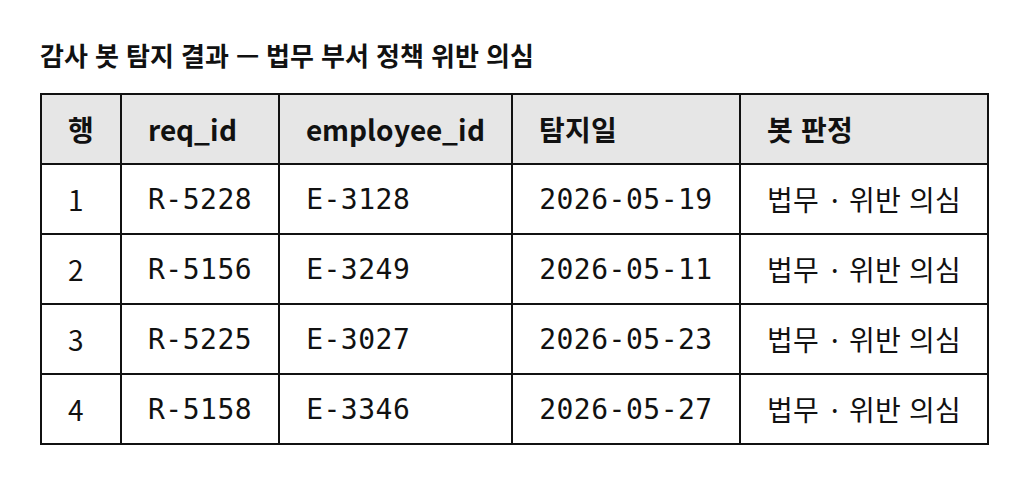 감사 봇 탐지 결과 — 법무 부서 정책 위반 의심
행 req_id employee_id 탐지일 봇 판정
1 R-5228 E-3128 2026-05-19 법무 · 위반 의심
2 R-5156 E-3249 2026-05-11 법무 · 위반 의심
3 R-5225 E-3027 2026-05-23 법무 · 위반 의심
4 R-5158 E-3346 2026-05-27 법무 · 위반 의심